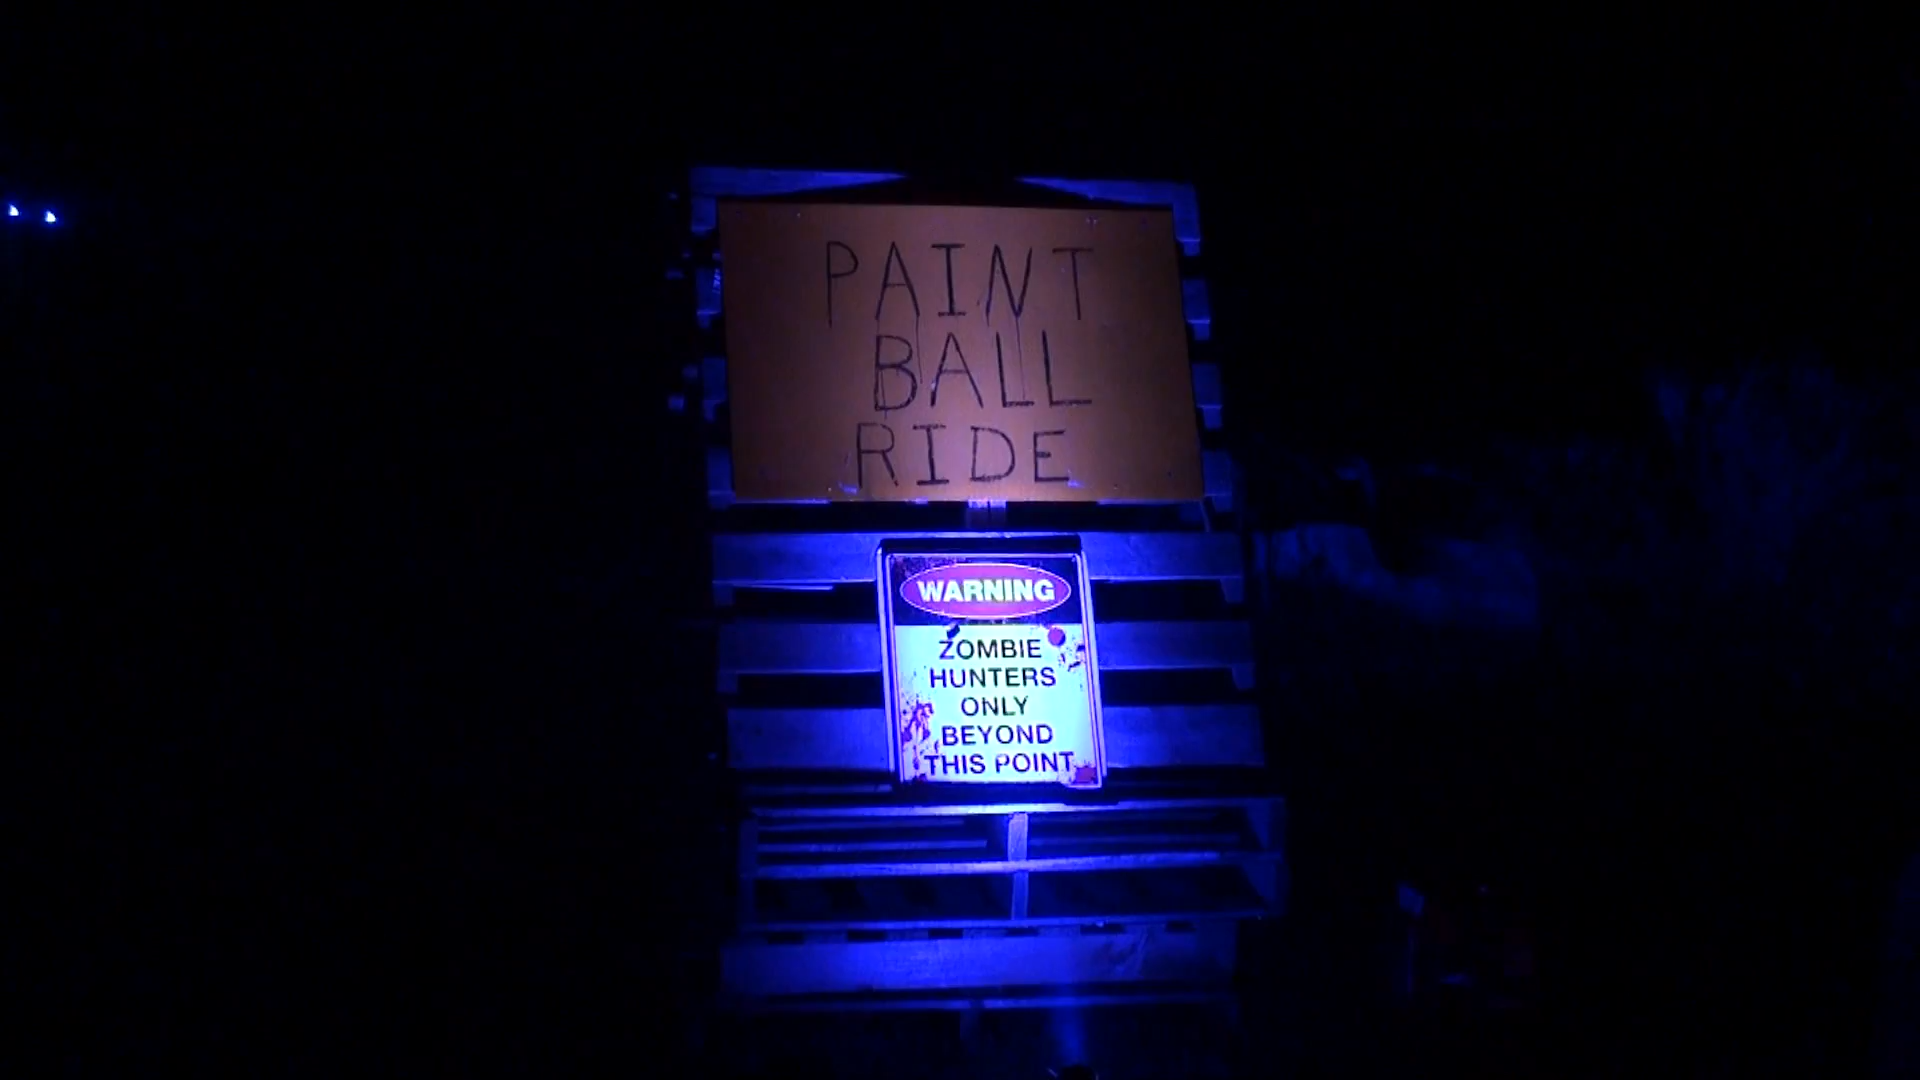 PAINT
BALL
RIDE
WARNING
ZOMBIE
HUNTERS
ONLY
BEYOND
THIS POINT